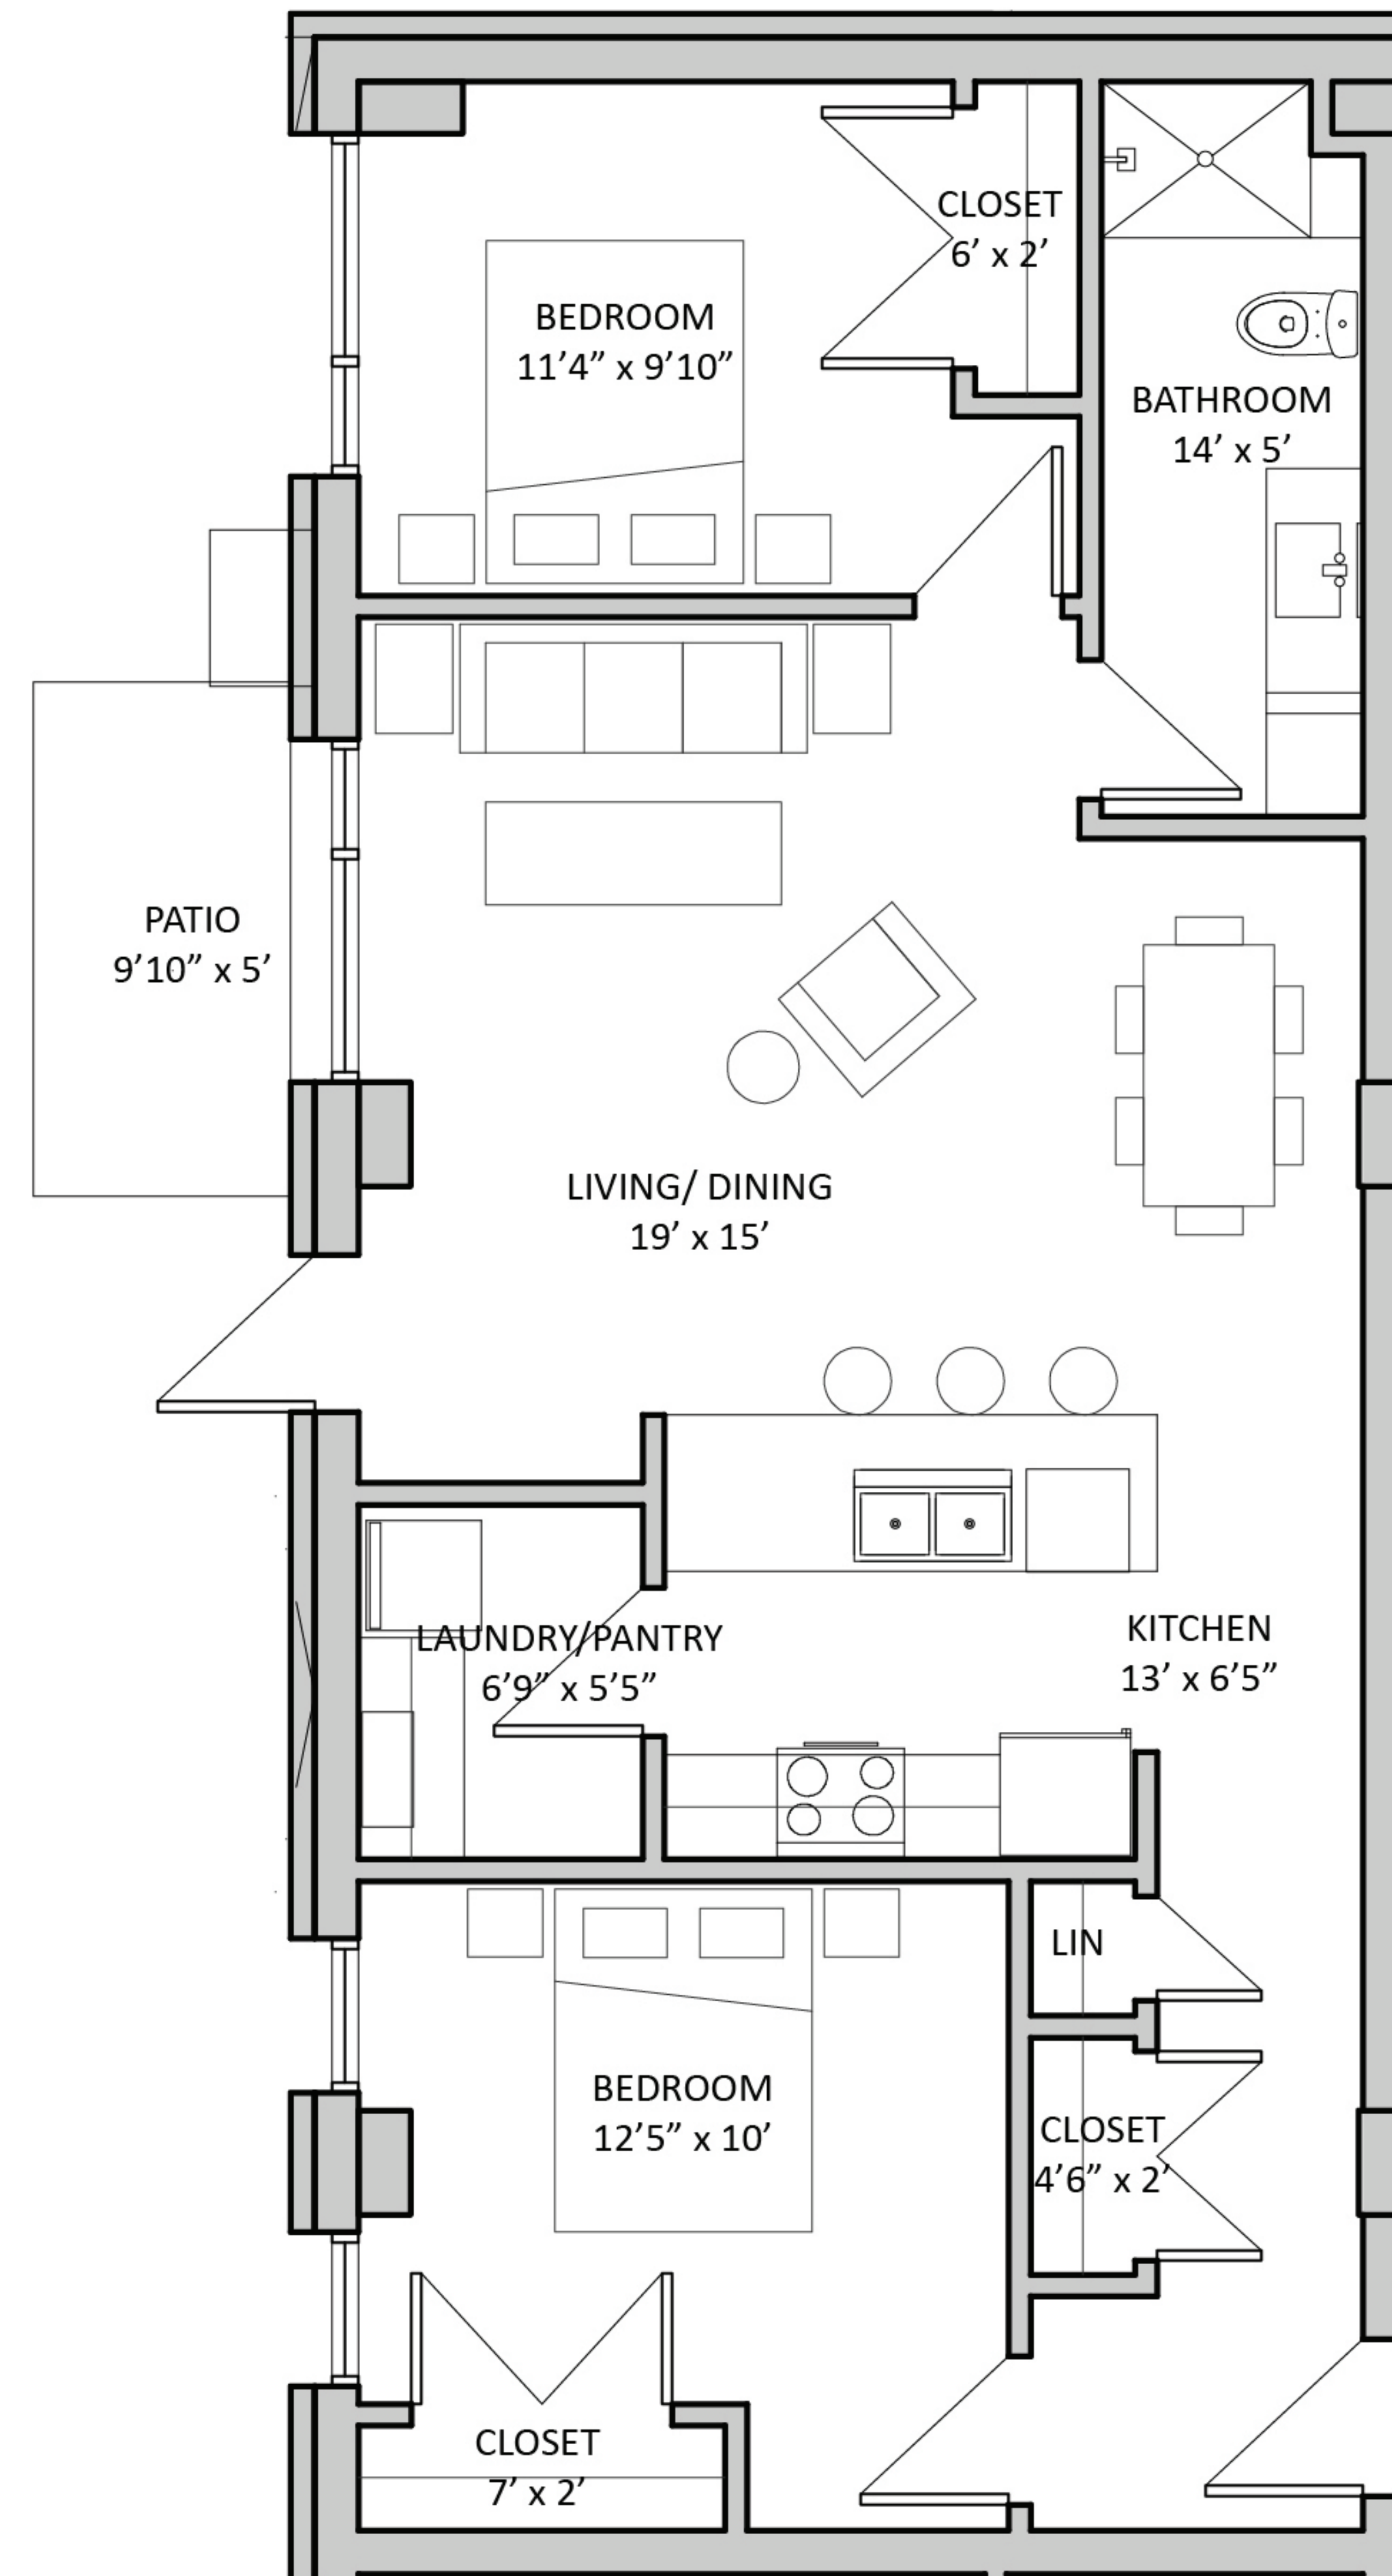 CLOSET
6’ x 2’
BEDROOM
11’4” x 9’10”
BATHROOM
14’ x 5’
PATIO
9’10” x 5’
LIVING/ DINING
19’ x 15’
LAUNDRY/PANTRY
6’9” x 5’5”
KITCHEN
13’ x 6’5”
LIN
BEDROOM
12’5” x 10’
CLOSET
4’6” x 2’
CLOSET
7’ x 2’